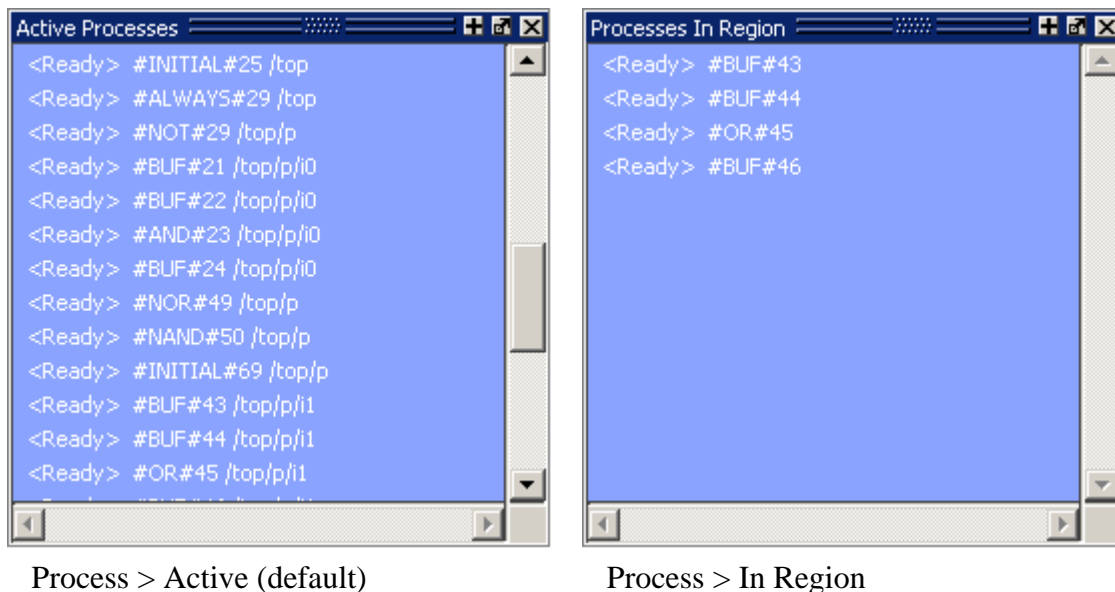 Active Processes
<Ready> #INITIAL#25 /top
<Ready> #ALWAYS#29 /top
<Ready> #NOT#29 /top/p
<Ready> #BUF#21 /top/p/i0
<Ready> #BUF#22 /top/p/i0
<Ready> #AND#23 /top/p/i0
<Ready> #BUF#24 /top/p/i0
<Ready> #NOR#49 /top/p
<Ready> #NAND#50 /top/p
<Ready> #INITIAL#69 /top/p
<Ready> #BUF#43 /top/p/i1
<Ready> #BUF#44 /top/p/i1
<Ready> #OR#45 /top/p/i1
Process > Active (default)
Processes In Region
<Ready> #BUF#43
<Ready> #BUF#44
<Ready> #OR#45
<Ready> #BUF#46
Process > In Region